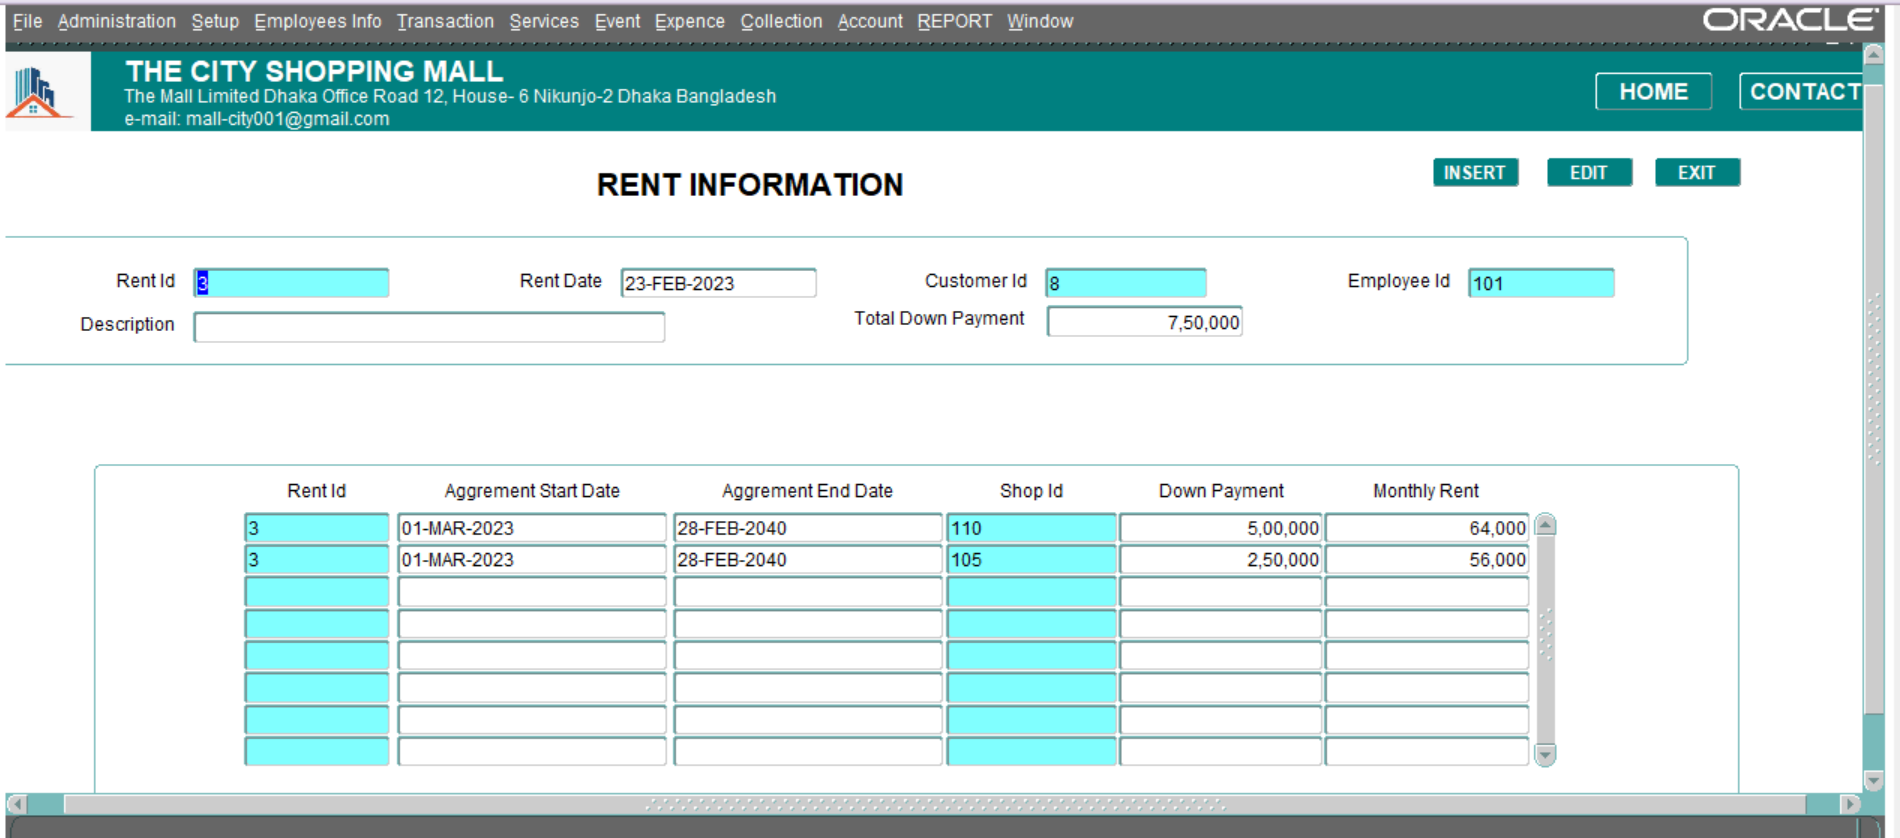 File Administration Setup Employees Info Transaction Services Event Expence Collection Account REPORT Window
ORACLE
THE CITY SHOPPING MALL
The Mall Limited Dhaka Office Road 12, House- 6 Nikunjo-2 Dhaka Bangladesh
e-mail: mall-city001@gmail.com
HOME CONTACT
RENT INFORMATION
INSERT EDIT EXIT
Rent Id 3 Rent Date 23-FEB-2023 Customer Id 8 Employee Id 101
Description Total Down Payment 7,50,000
Rent Id Aggrement Start Date Aggrement End Date Shop Id Down Payment Monthly Rent
3 01-MAR-2023 28-FEB-2040 110 5,00,000 64,000
3 01-MAR-2023 28-FEB-2040 105 2,50,000 56,000